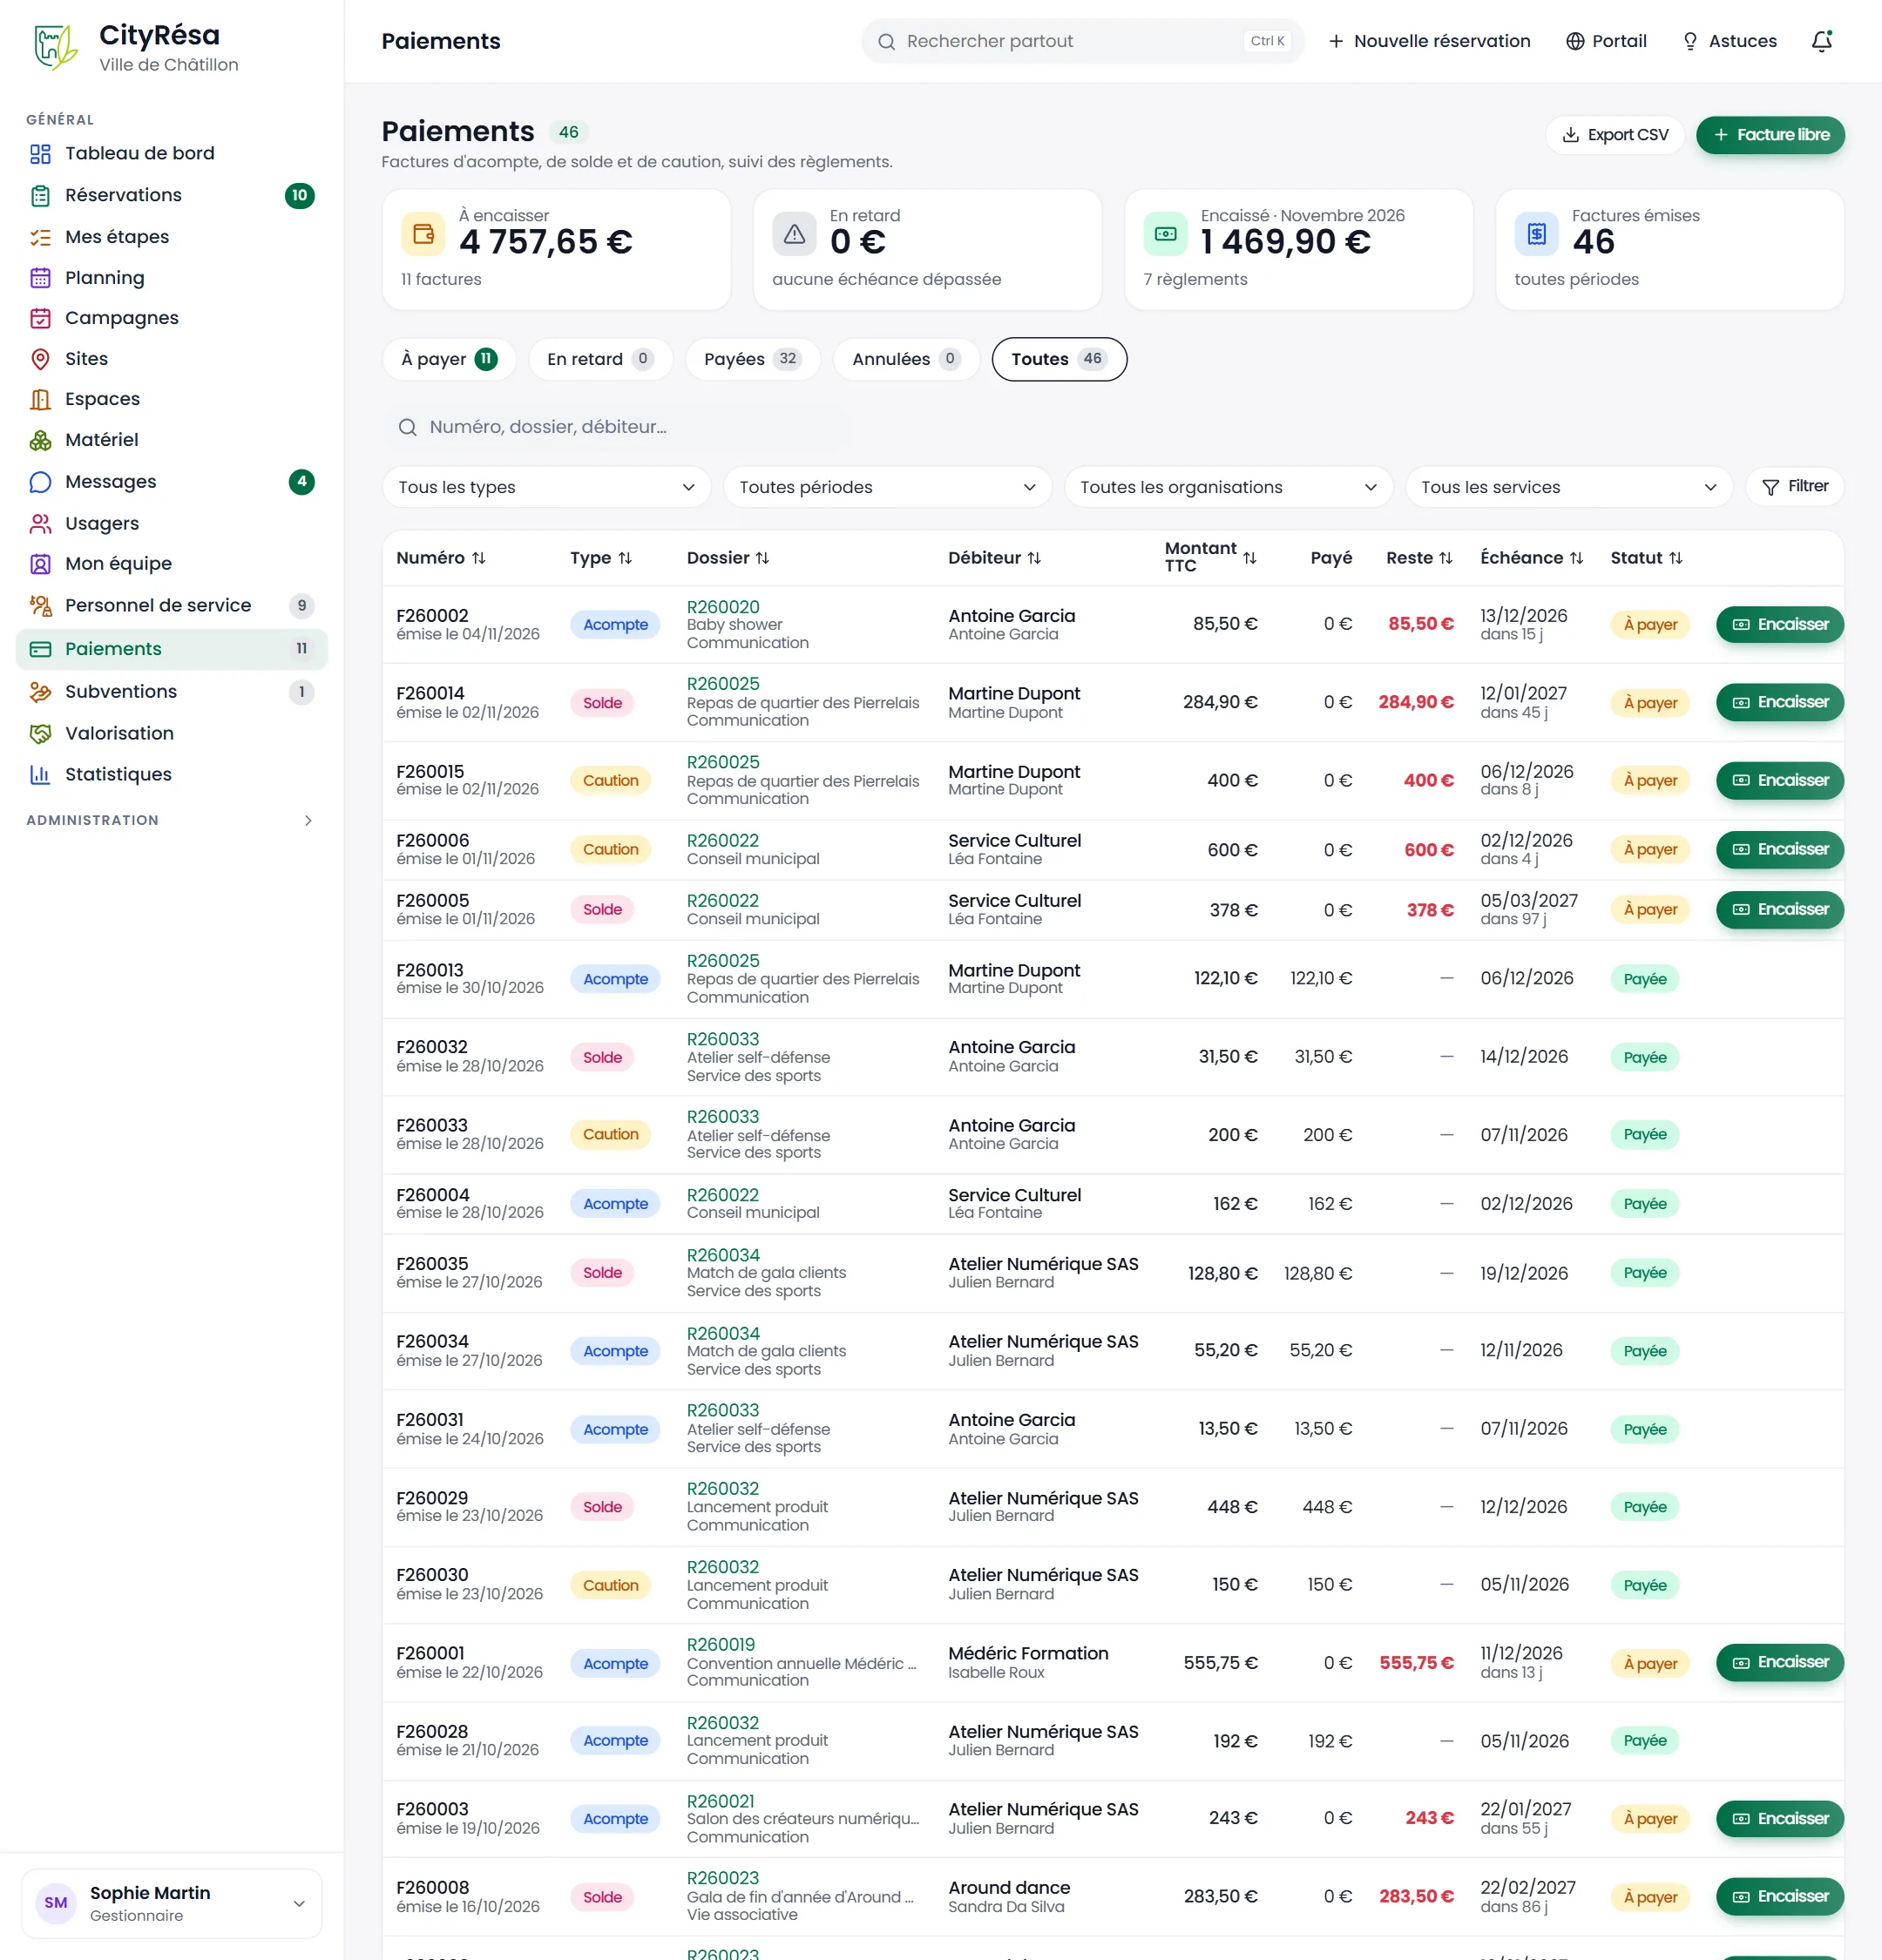 CityRésa
Ville de Châtillon
GÉNÉRAL
Tableau de bord
Réservations 10
Mes étapes
Planning
Campagnes
Sites
Espaces
Matériel
Messages 4
Usagers
Mon équipe
Personnel de service 9
Paiements 11
Subventions 1
Valorisation
Statistiques
ADMINISTRATION
SM
Sophie Martin
Gestionnaire
Paiements
Rechercher partout Ctrl K
Nouvelle réservation
Portail
Astuces
Paiements 46
Factures d'acompte, de solde et de caution, suivi des règlements.
Export CSV
Facture libre
À encaisser
4 757,65 €
11 factures
En retard
0 €
aucune échéance dépassée
Encaissé · Novembre 2026
1 469,90 €
7 règlements
Factures émises
46
toutes périodes
À payer 11
En retard 0
Payées 32
Annulées 0
Toutes 46
Numéro, dossier, débiteur...
Tous les types
Toutes périodes
Toutes les organisations
Tous les services
Filtrer
Numéro Type Dossier Débiteur Montant TTC Payé Reste Échéance Statut
F260002 Acompte R260020 Antoine Garcia 85,50 € 0 € 85,50 € 13/12/2026 À payer Encaisser
émise le 04/11/2026 Baby shower Antoine Garcia dans 15 j
Communication
F260014 Solde R260025 Martine Dupont 284,90 € 0 € 284,90 € 12/01/2027 À payer Encaisser
émise le 02/11/2026 Repas de quartier des Pierrelais Martine Dupont dans 45 j
Communication
F260015 Caution R260025 Martine Dupont 400 € 0 € 400 € 06/12/2026 À payer Encaisser
émise le 02/11/2026 Repas de quartier des Pierrelais Martine Dupont dans 8 j
Communication
F260006 Caution R260022 Service Culturel 600 € 0 € 600 € 02/12/2026 À payer Encaisser
émise le 01/11/2026 Conseil municipal Léa Fontaine dans 4 j
F260005 Solde R260022 Service Culturel 378 € 0 € 378 € 05/03/2027 À payer Encaisser
émise le 01/11/2026 Conseil municipal Léa Fontaine dans 97 j
F260013 Acompte R260025 Martine Dupont 122,10 € 122,10 € — 06/12/2026 Payée
émise le 30/10/2026 Repas de quartier des Pierrelais Martine Dupont
Communication
F260032 Solde R260033 Antoine Garcia 31,50 € 31,50 € — 14/12/2026 Payée
émise le 28/10/2026 Atelier self-défense Antoine Garcia
Service des sports
F260033 Caution R260033 Antoine Garcia 200 € 200 € — 07/11/2026 Payée
émise le 28/10/2026 Atelier self-défense Antoine Garcia
Service des sports
F260004 Acompte R260022 Service Culturel 162 € 162 € — 02/12/2026 Payée
émise le 28/10/2026 Conseil municipal Léa Fontaine
F260035 Solde R260034 Atelier Numérique SAS 128,80 € 128,80 € — 19/12/2026 Payée
émise le 27/10/2026 Match de gala clients Julien Bernard
Service des sports
F260034 Acompte R260034 Atelier Numérique SAS 55,20 € 55,20 € — 12/11/2026 Payée
émise le 27/10/2026 Match de gala clients Julien Bernard
Service des sports
F260031 Acompte R260033 Antoine Garcia 13,50 € 13,50 € — 07/11/2026 Payée
émise le 24/10/2026 Atelier self-défense Antoine Garcia
Service des sports
F260029 Solde R260032 Atelier Numérique SAS 448 € 448 € — 12/12/2026 Payée
émise le 23/10/2026 Lancement produit Julien Bernard
Communication
F260030 Caution R260032 Atelier Numérique SAS 150 € 150 € — 05/11/2026 Payée
émise le 23/10/2026 Lancement produit Julien Bernard
Communication
F260001 Acompte R260019 Médéric Formation 555,75 € 0 € 555,75 € 11/12/2026 À payer Encaisser
émise le 22/10/2026 Convention annuelle Médéric ... Isabelle Roux dans 13 j
Communication
F260028 Acompte R260032 Atelier Numérique SAS 192 € 192 € — 05/11/2026 Payée
émise le 21/10/2026 Lancement produit Julien Bernard
Communication
F260003 Acompte R260021 Atelier Numérique SAS 243 € 0 € 243 € 22/01/2027 À payer Encaisser
émise le 19/10/2026 Salon des créateurs numériqu... Julien Bernard dans 55 j
Communication
F260008 Solde R260023 Around dance 283,50 € 0 € 283,50 € 22/02/2027 À payer Encaisser
émise le 16/10/2026 Gala de fin d'année d'Around ... Sandra Da Silva dans 86 j
Vie associative
R260023